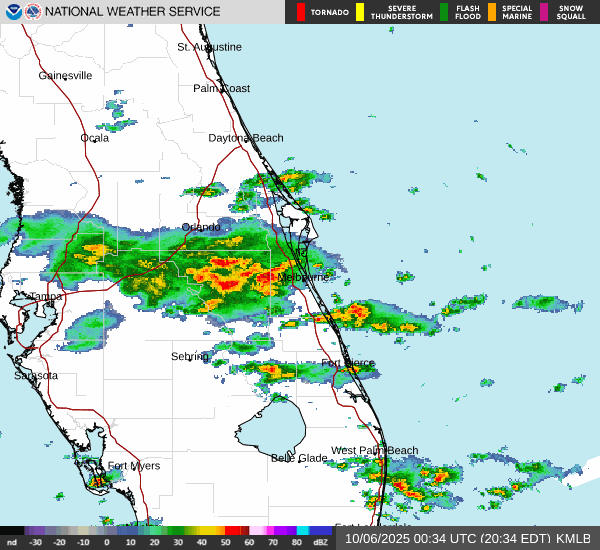 NATIONAL WEATHER SERVICE
TORNADO
SEVERE THUNDERSTORM
FLASH FLOOD
SPECIAL MARINE
SNOW SQUALL
St. Augustine
Gainesville
Palm Coast
Ocala
Daytona Beach
Orlando
Melbourne
Tampa
Sebring
Fort Pierce
Sarasota
West Palm Beach
Belle Glade
Fort Myers
nd -30 -20 -10 0 10 20 30 40 50 60 70 80 dBZ
10/06/2025 00:34 UTC (20:34 EDT) KMLB